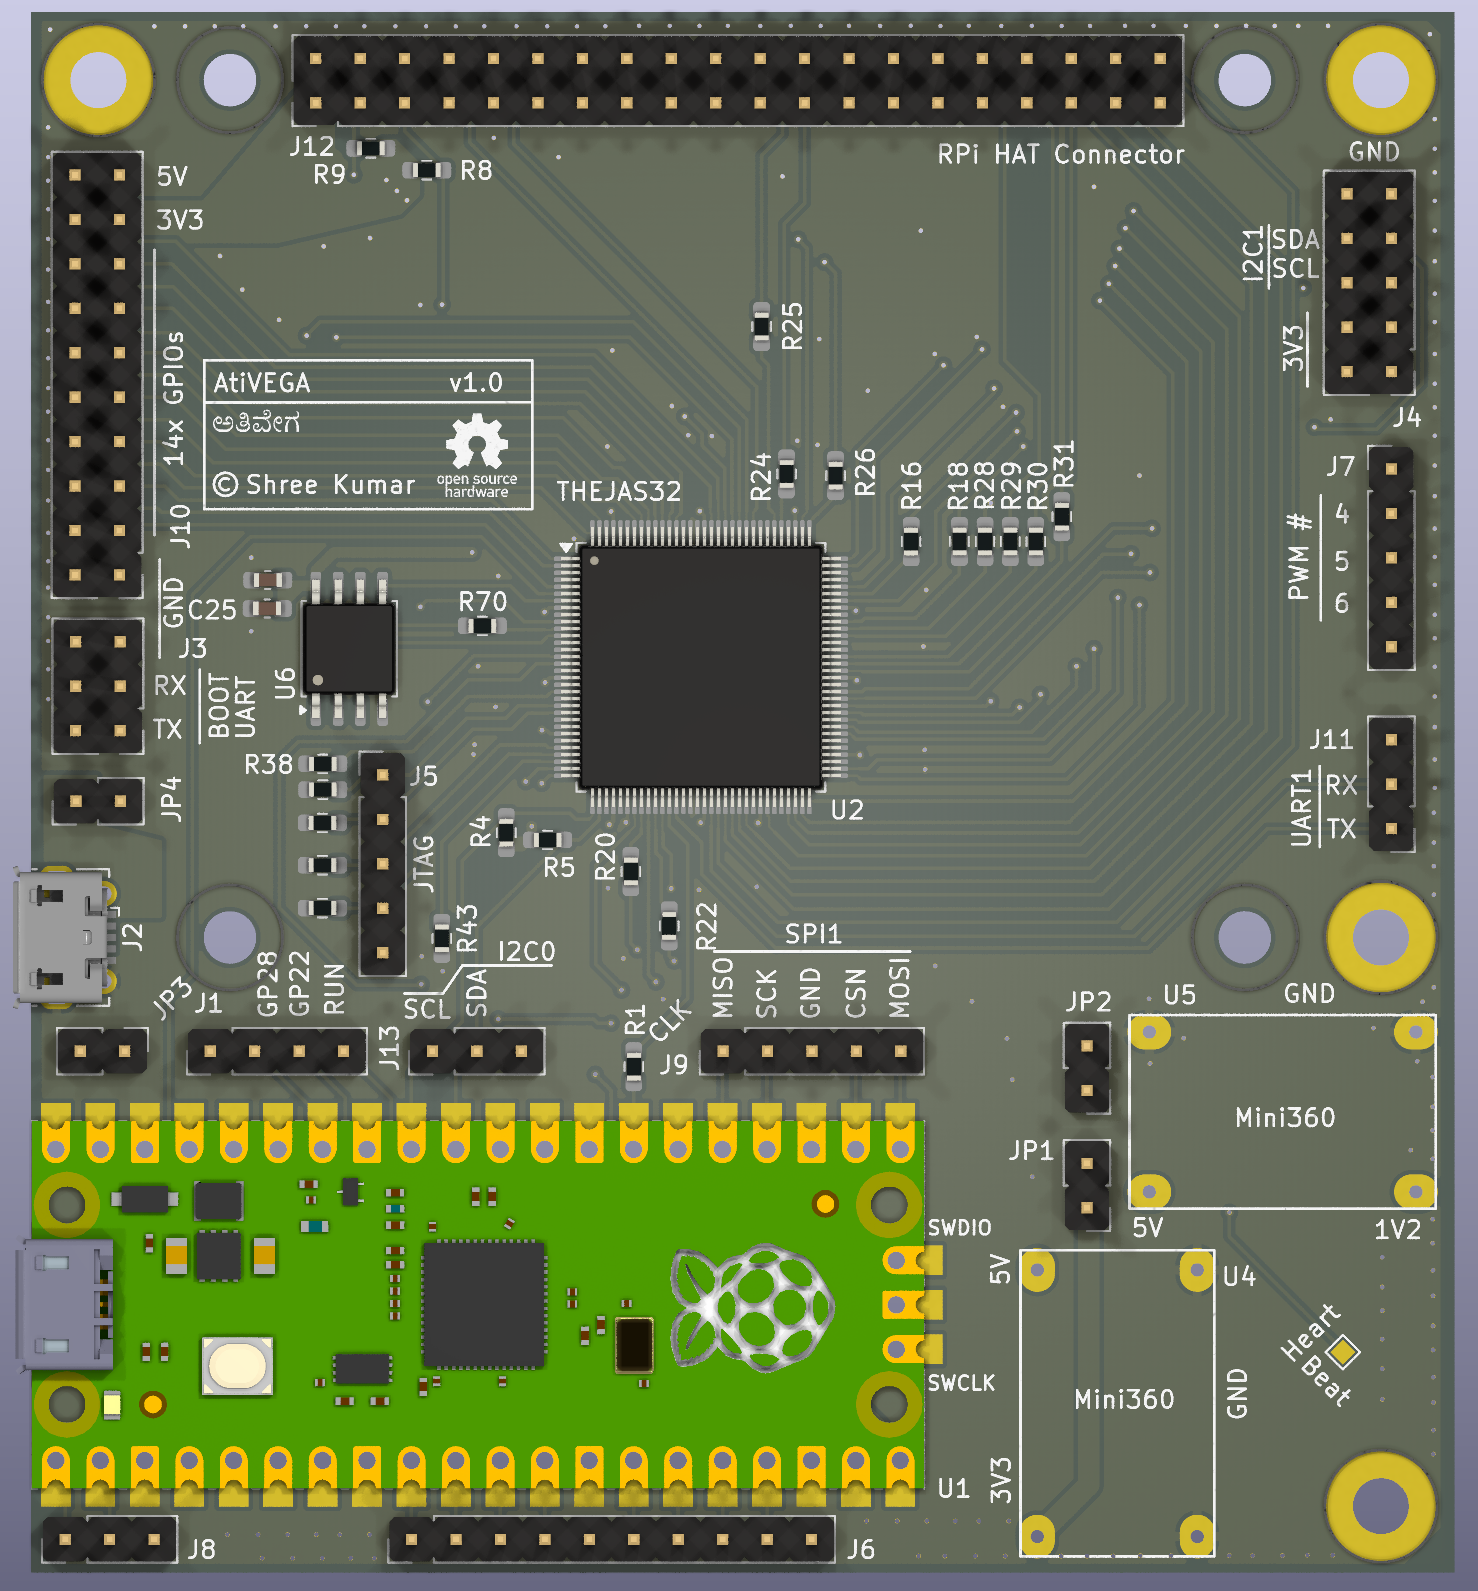 J12
R9
R8
RPi HAT Connector
GND
5V
3V3
14x GPIOs
J10
GND
I2C1
SDA
SCL
3V3
J4
R25
AtiVEGA v1.0
ಅತಿವೇಗ
© Shree Kumar
open source
hardware
THEJAS32
R24
R26
R16
R18
R28
R29
R30
R31
J7
PWM #
4
5
6
C25
R70
J3
RX
TX
BOOT
UART
U6
U2
J11
UART1
RX
TX
R38
J5
JTAG
JP4
R4
R5
R20
R22
R43
J2
JP3
J1
GP28
GP22
RUN
J13
I2C0
SCL
SDA
R1
CLK
SPI1
MISO
SCK
GND
CSN
MOSI
J9
JP2
U5
GND
Mini360
JP1
5V
1V2
SWDIO
SWCLK
5V
U4
Mini360
GND
3V3
Heart
Beat
U1
J8
J6